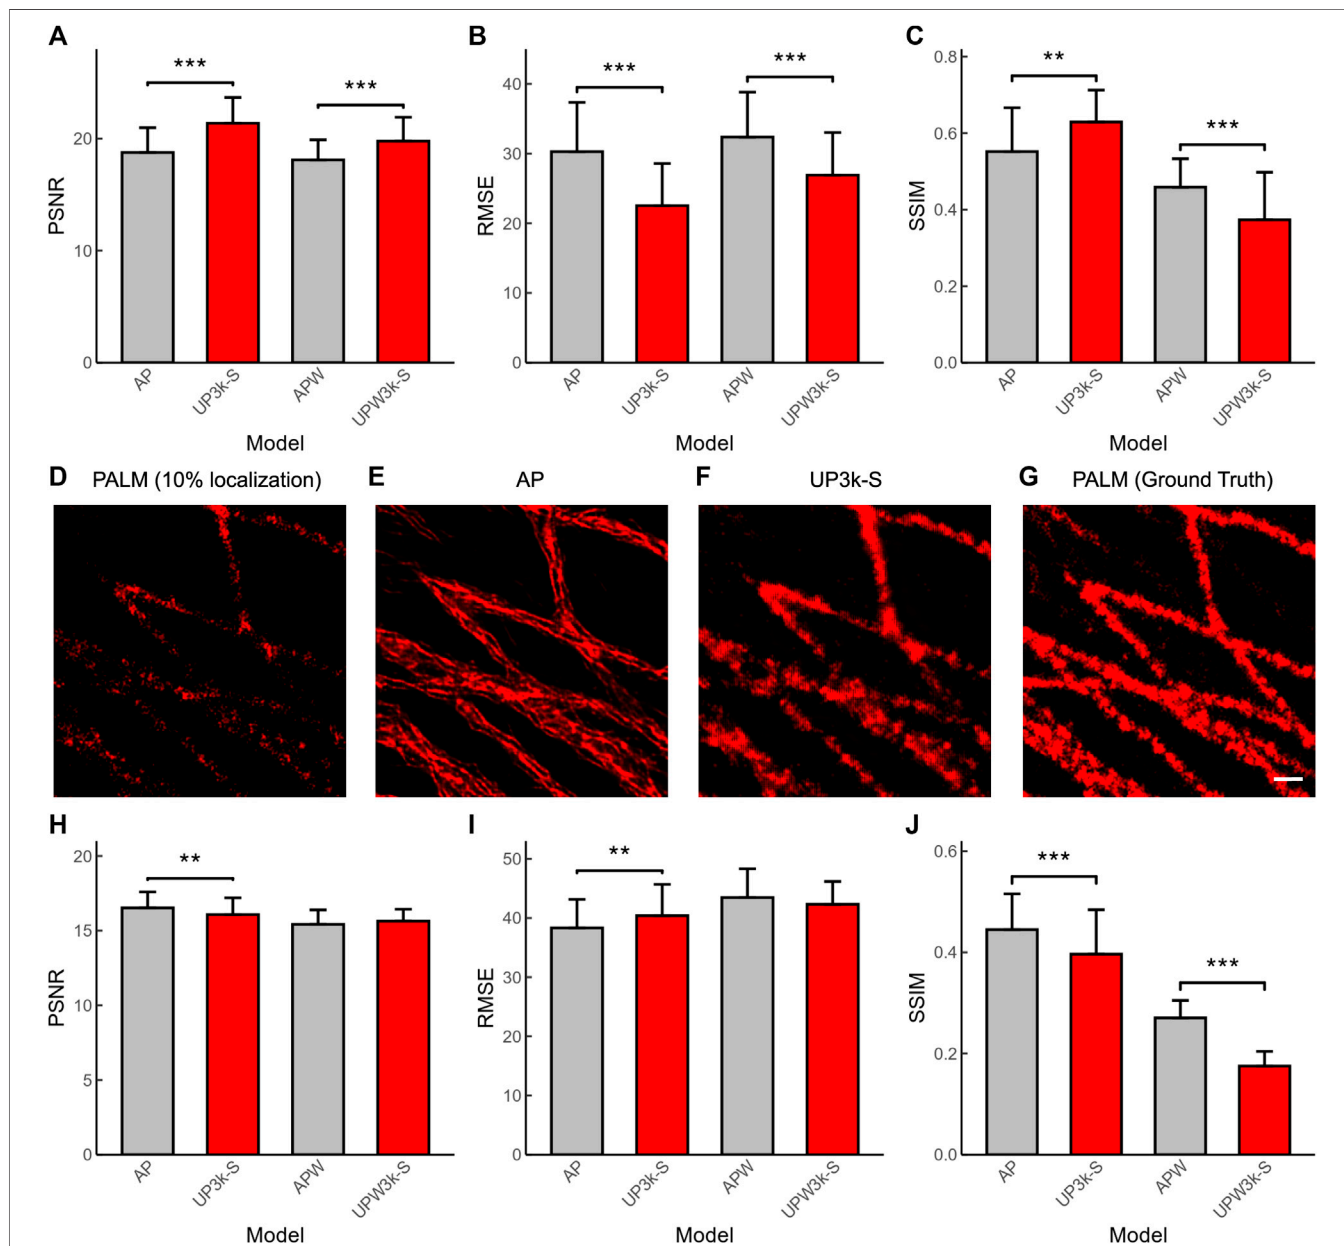 A
B
C
***
***
***
***
**
***
PSNR
20
10
0
RMSE
40
30
20
10
0
SSIM
0.8
0.6
0.4
0.2
0.0
AP
UP3k-S
APW
UPW3k-S
AP
UP3k-S
APW
UPW3k-S
AP
UP3k-S
APW
UPW3k-S
Model
Model
Model
D PALM (10% localization)
E AP
F UP3k-S
G PALM (Ground Truth)
H
I
J
**
**
***
***
PSNR
20
15
10
5
0
RMSE
50
40
30
20
10
0
SSIM
0.6
0.4
0.2
0.0
AP
UP3k-S
APW
UPW3k-S
AP
UP3k-S
APW
UPW3k-S
AP
UP3k-S
APW
UPW3k-S
Model
Model
Model